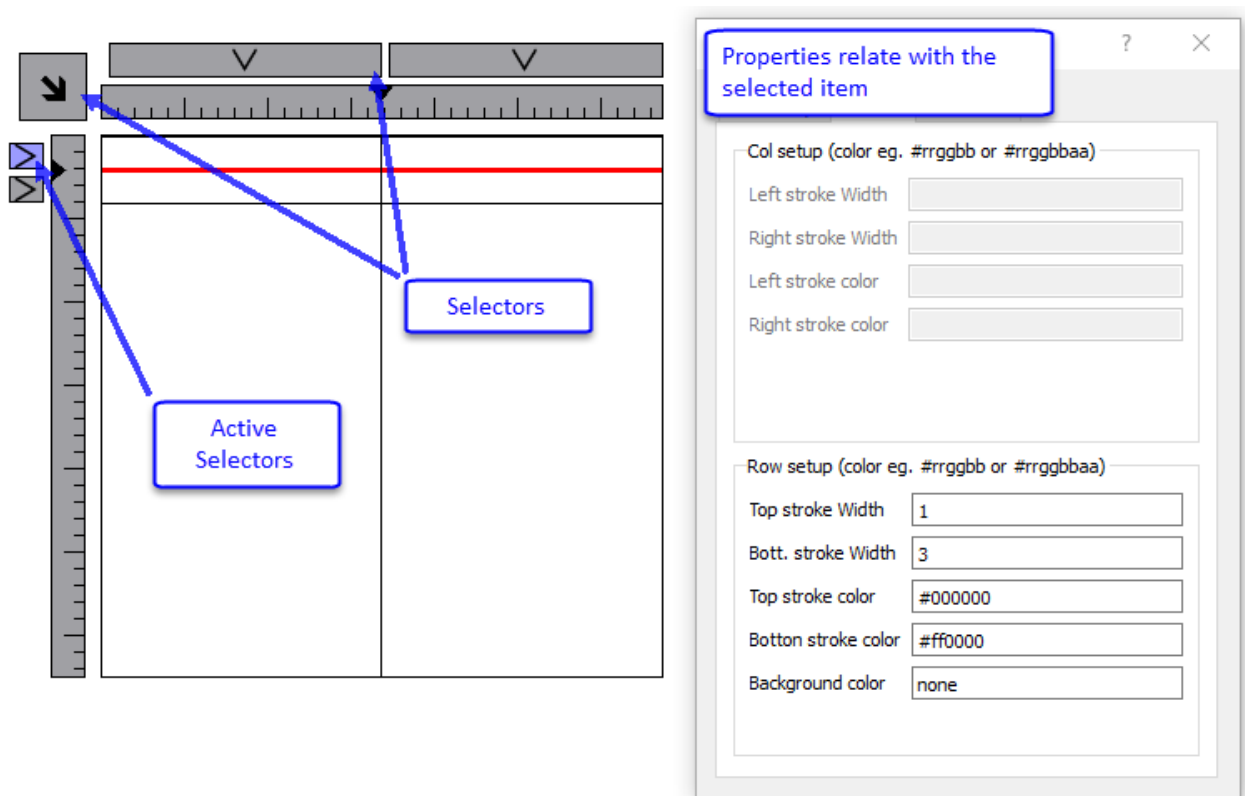 Properties relate with the
selected item
?
Col setup (color eg. #rrggbb or #rrggbbaa)
Left stroke Width
Right stroke Width
Left stroke color
Right stroke color
Selectors
Active
Selectors
Row setup (color eg. #rrggbb or #rrggbbaa)
Top stroke Width 1
Bott. stroke Width 3
Top stroke color #000000
Botton stroke color #ff0000
Background color none